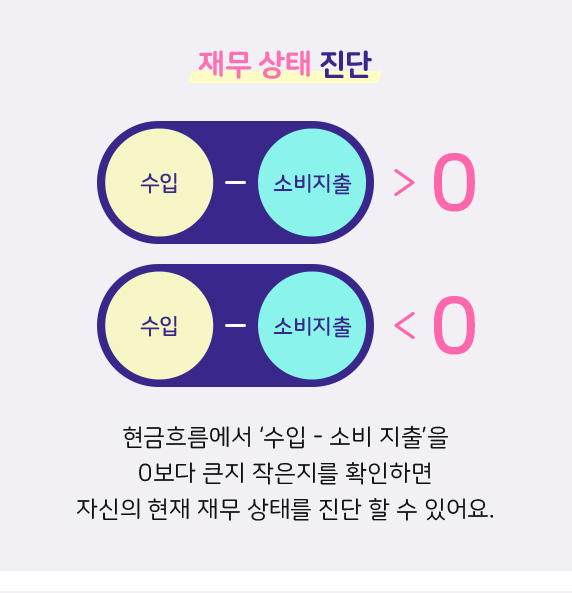 재무 상태 진단
수입 - 소비지출 > 0
수입 - 소비지출 < 0
현금흐름에서 ‘수입 - 소비 지출’을
0보다 큰지 작은지를 확인하면
자신의 현재 재무 상태를 진단 할 수 있어요.